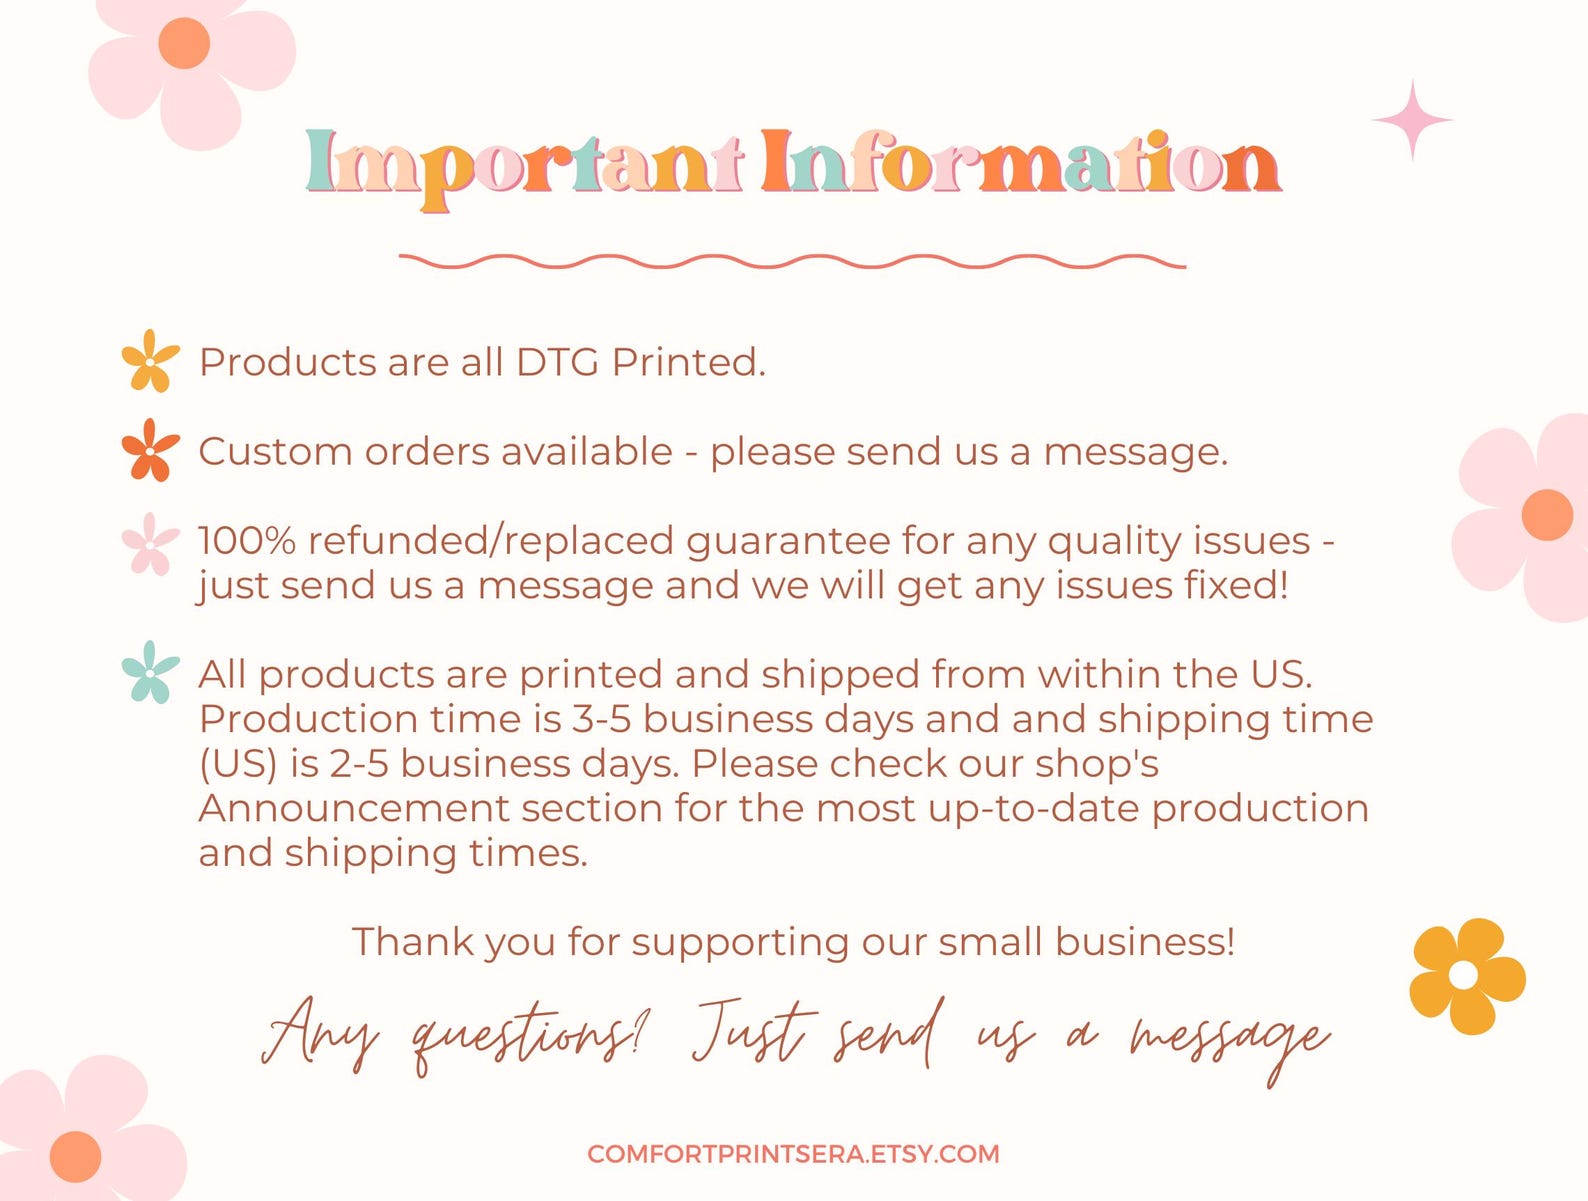 Important Information
Products are all DTG Printed.
Custom orders available - please send us a message.
100% refunded/replaced guarantee for any quality issues -
just send us a message and we will get any issues fixed!
All products are printed and shipped from within the US.
Production time is 3-5 business days and and shipping time
(US) is 2-5 business days. Please check our shop's
Announcement section for the most up-to-date production
and shipping times.
Thank you for supporting our small business!
Any questions? Just send us a message
COMFORTPRINTSERA.ETSY.COM